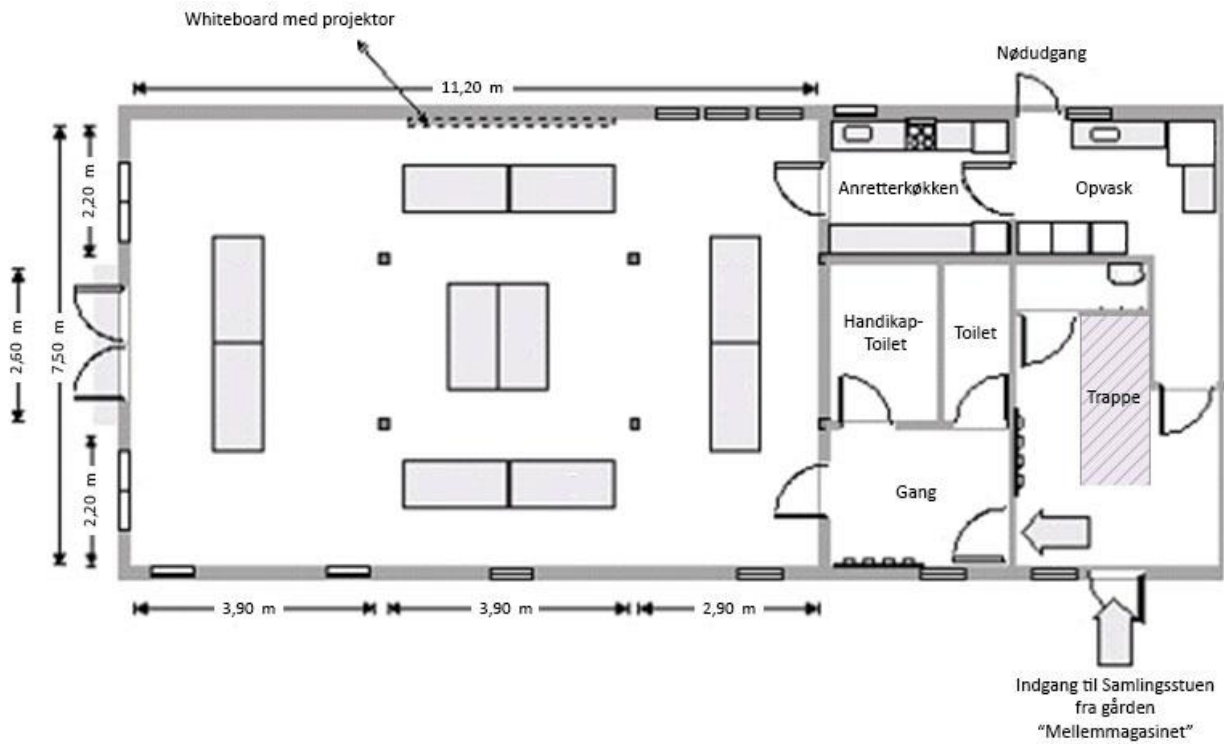 Whiteboard med projektor
Nødudgang
11,20 m
2,20 m
Anretterkøkken
Opvask
2,60 m
7,50 m
Handikap-
Toilet
Toilet
Trappe
2,20 m
Gang
3,90 m
3,90 m
2,90 m
Indgang til Samlingsstuen
fra gården
“Mellemmagasinet”